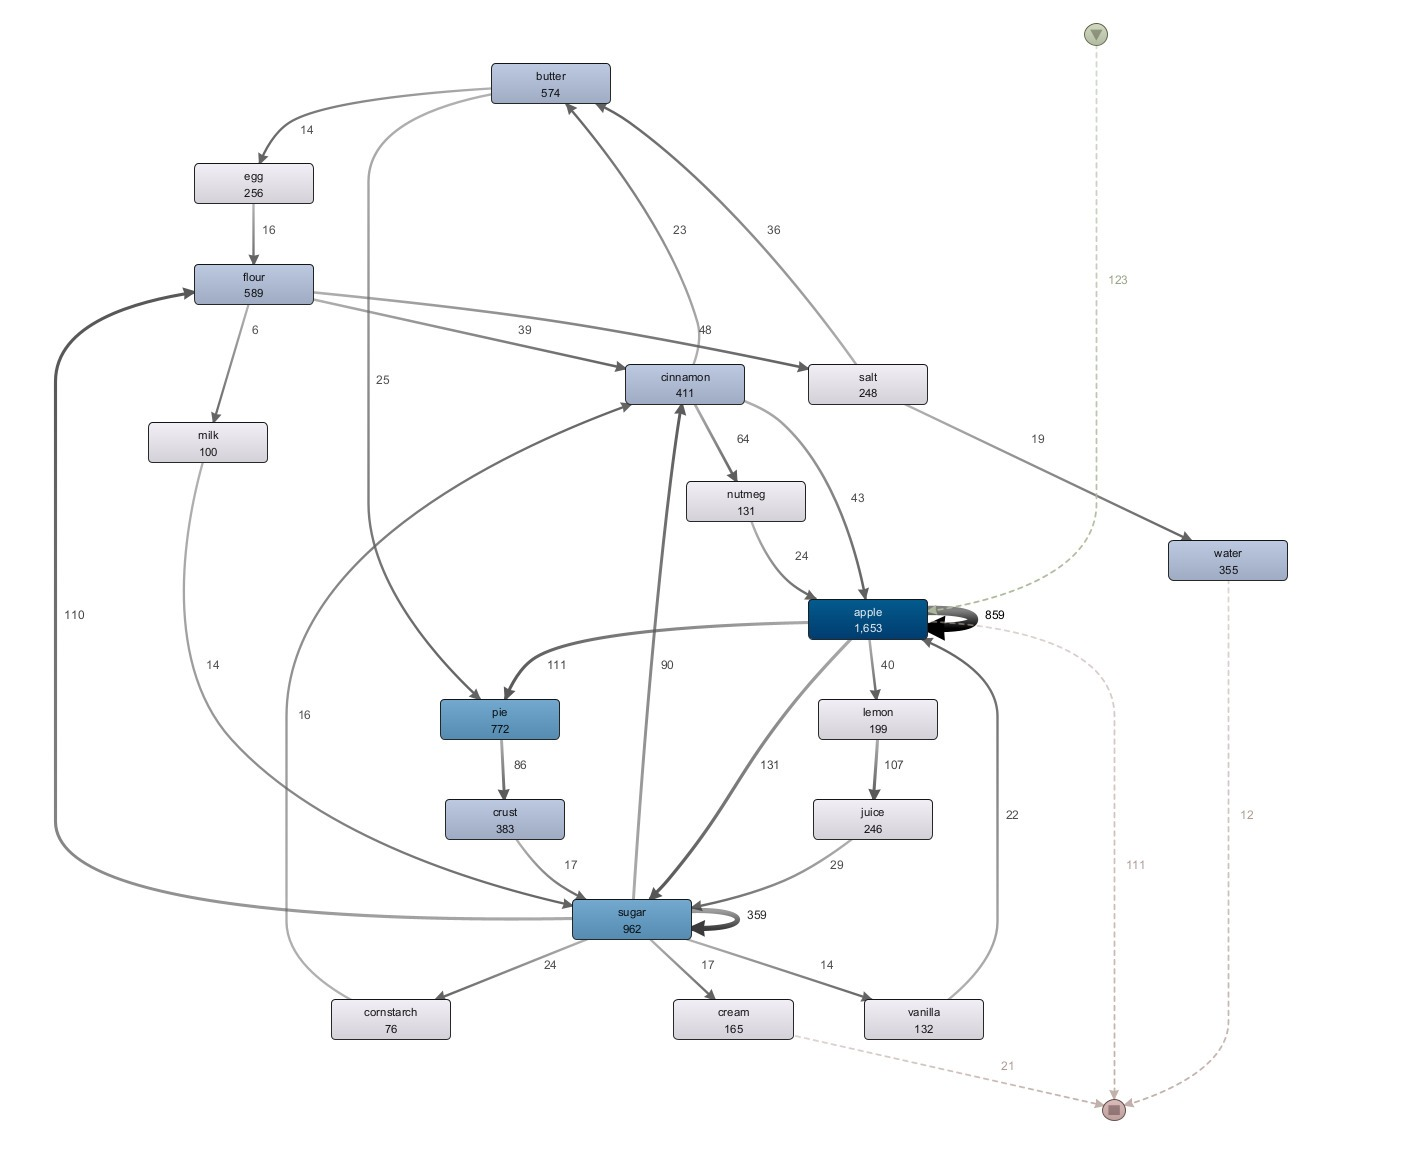 butter
574
14
egg
256
16
23
36
flour
589
123
6
39
48
25
cinnamon
411
salt
248
milk
100
64
19
nutmeg
131
43
24
water
355
110
apple
1,653
859
14
111
90
40
16
pie
772
lemon
199
86
131
107
crust
383
juice
246
22
12
17
29
111
sugar
962
359
24
17
14
cornstarch
76
cream
165
vanilla
132
21